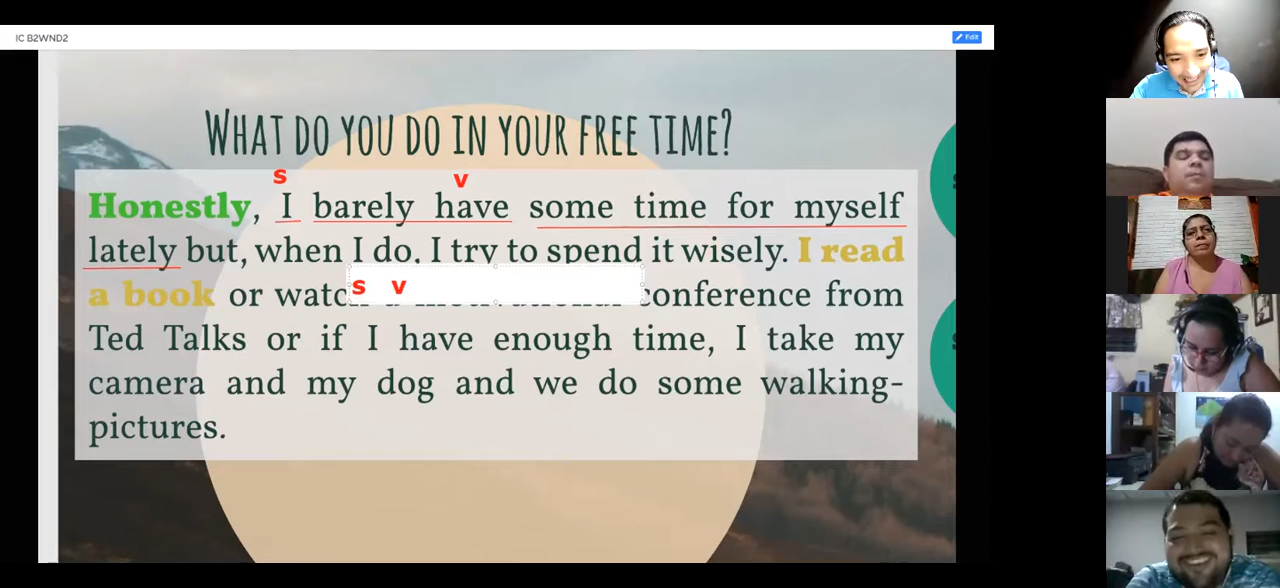 IC B2WND2
Edit
WHAT DO YOU DO IN YOUR FREE TIME?
S V
Honestly, I barely have some time for myself
lately but, when I do, I try to spend it wisely. I read
S V
a book or watch conference from
Ted Talks or if I have enough time, I take my
camera and my dog and we do some walking-
pictures.